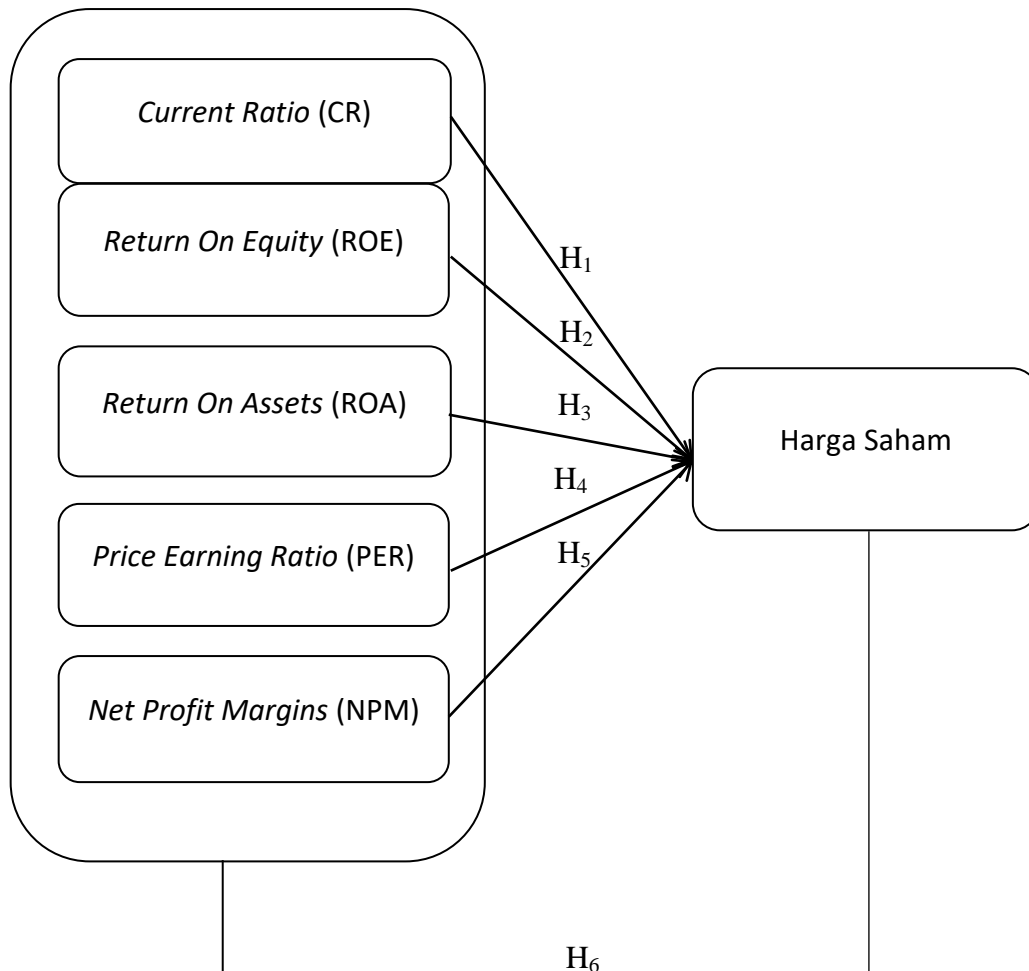 Current Ratio (CR)
Return On Equity (ROE)
H₁
H₂
Return On Assets (ROA)
H₃
Harga Saham
H₄
Price Earning Ratio (PER)
H₅
Net Profit Margins (NPM)
H₆